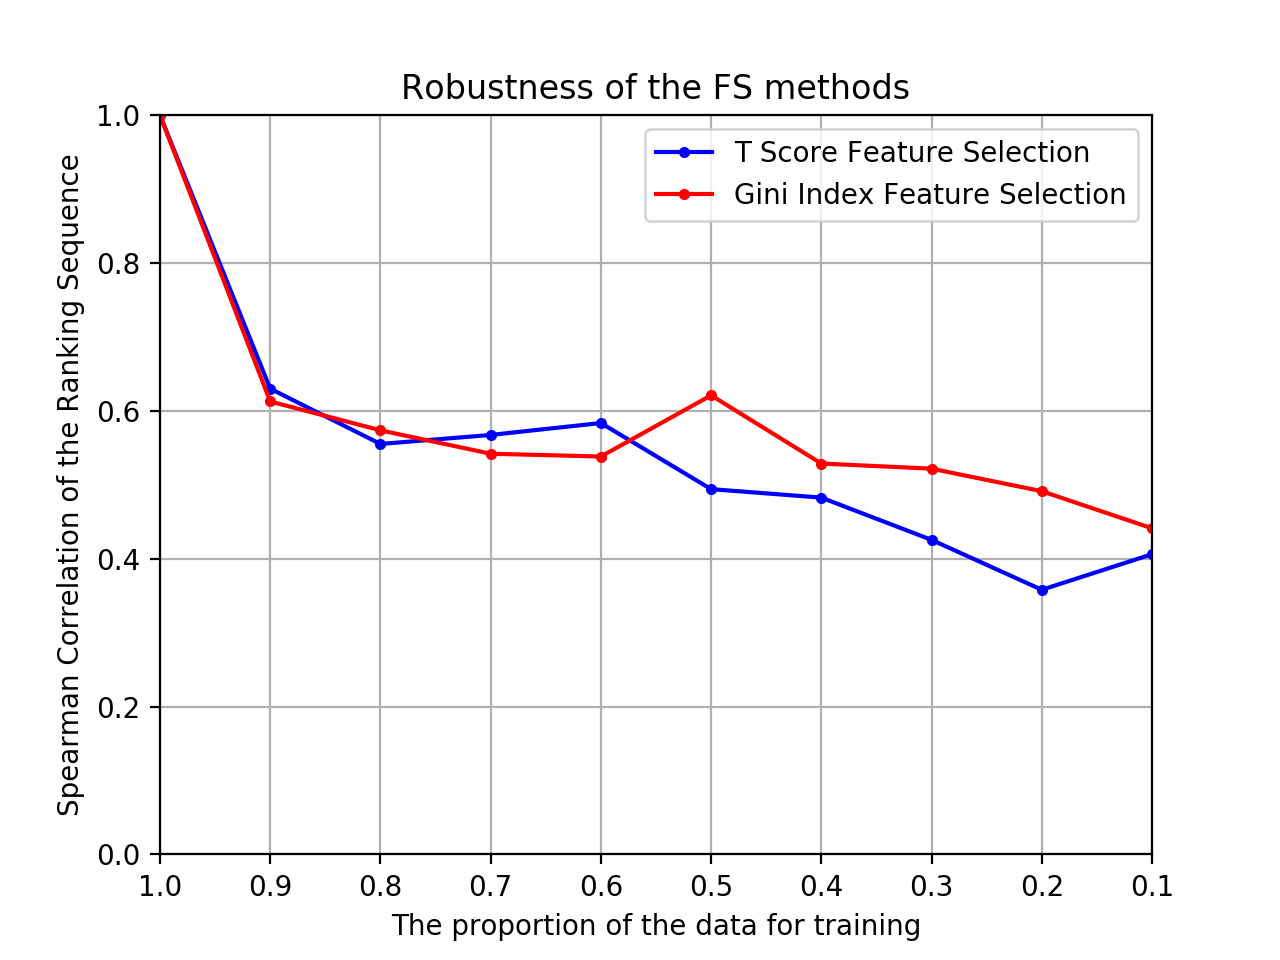 Robustness of the FS methods
T Score Feature Selection
Gini Index Feature Selection
Spearman Correlation of the Ranking Sequence
1.0
0.8
0.6
0.4
0.2
0.0
1.0 0.9 0.8 0.7 0.6 0.5 0.4 0.3 0.2 0.1
The proportion of the data for training